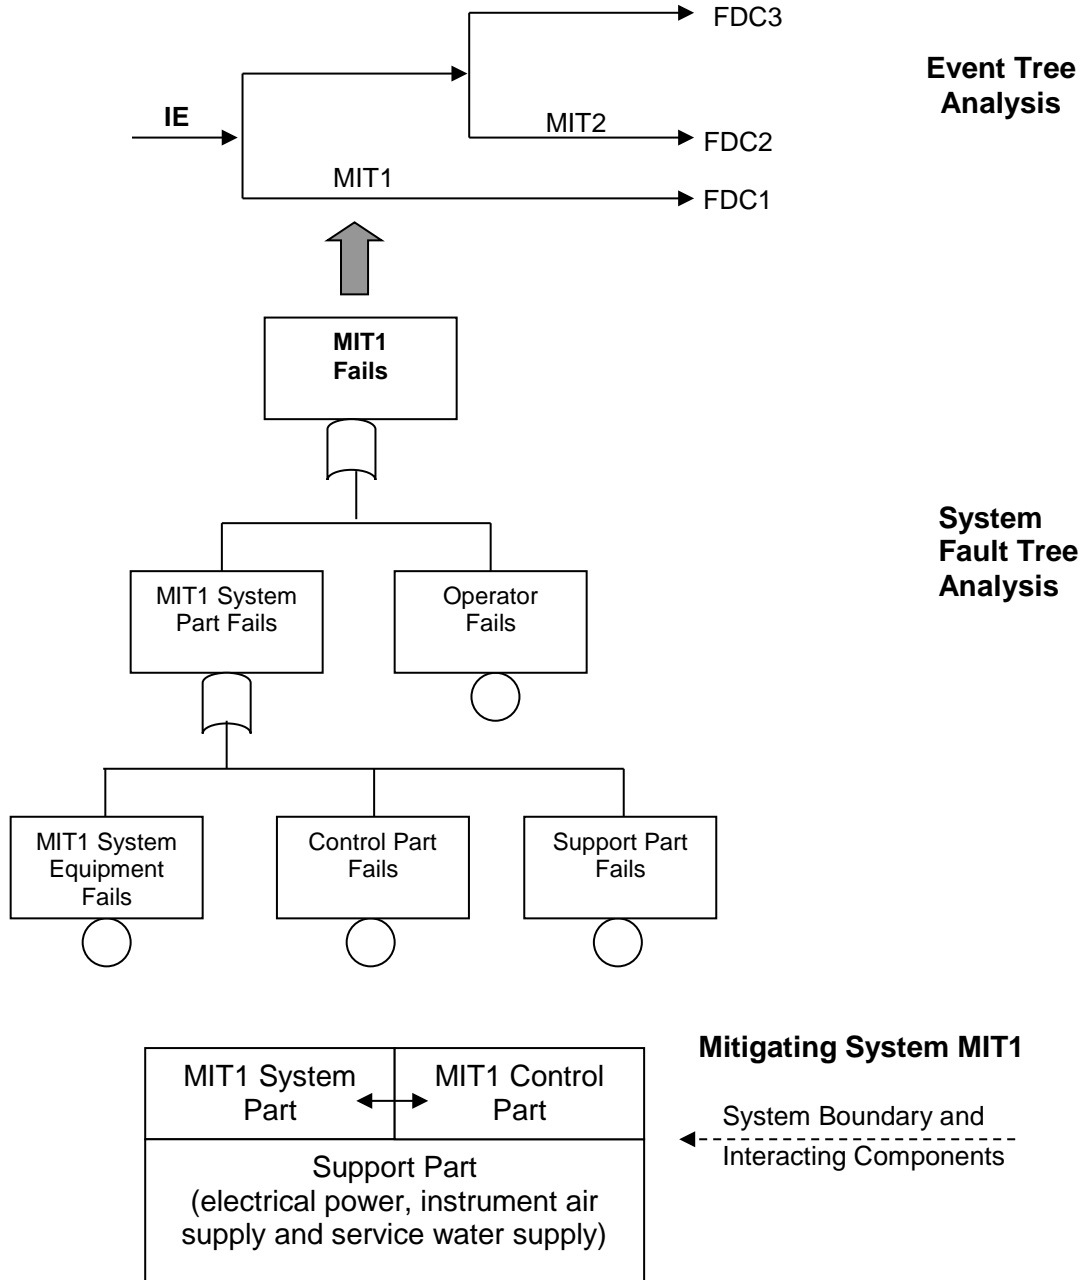 FDC3
Event Tree
Analysis
IE
MIT2
FDC2
MIT1
FDC1
MIT1
Fails
System
Fault Tree
Analysis
MIT1 System
Part Fails
Operator
Fails
MIT1 System
Equipment
Fails
Control Part
Fails
Support Part
Fails
Mitigating System MIT1
MIT1 System
Part
MIT1 Control
Part
System Boundary and
Interacting Components
Support Part
(electrical power, instrument air
supply and service water supply)